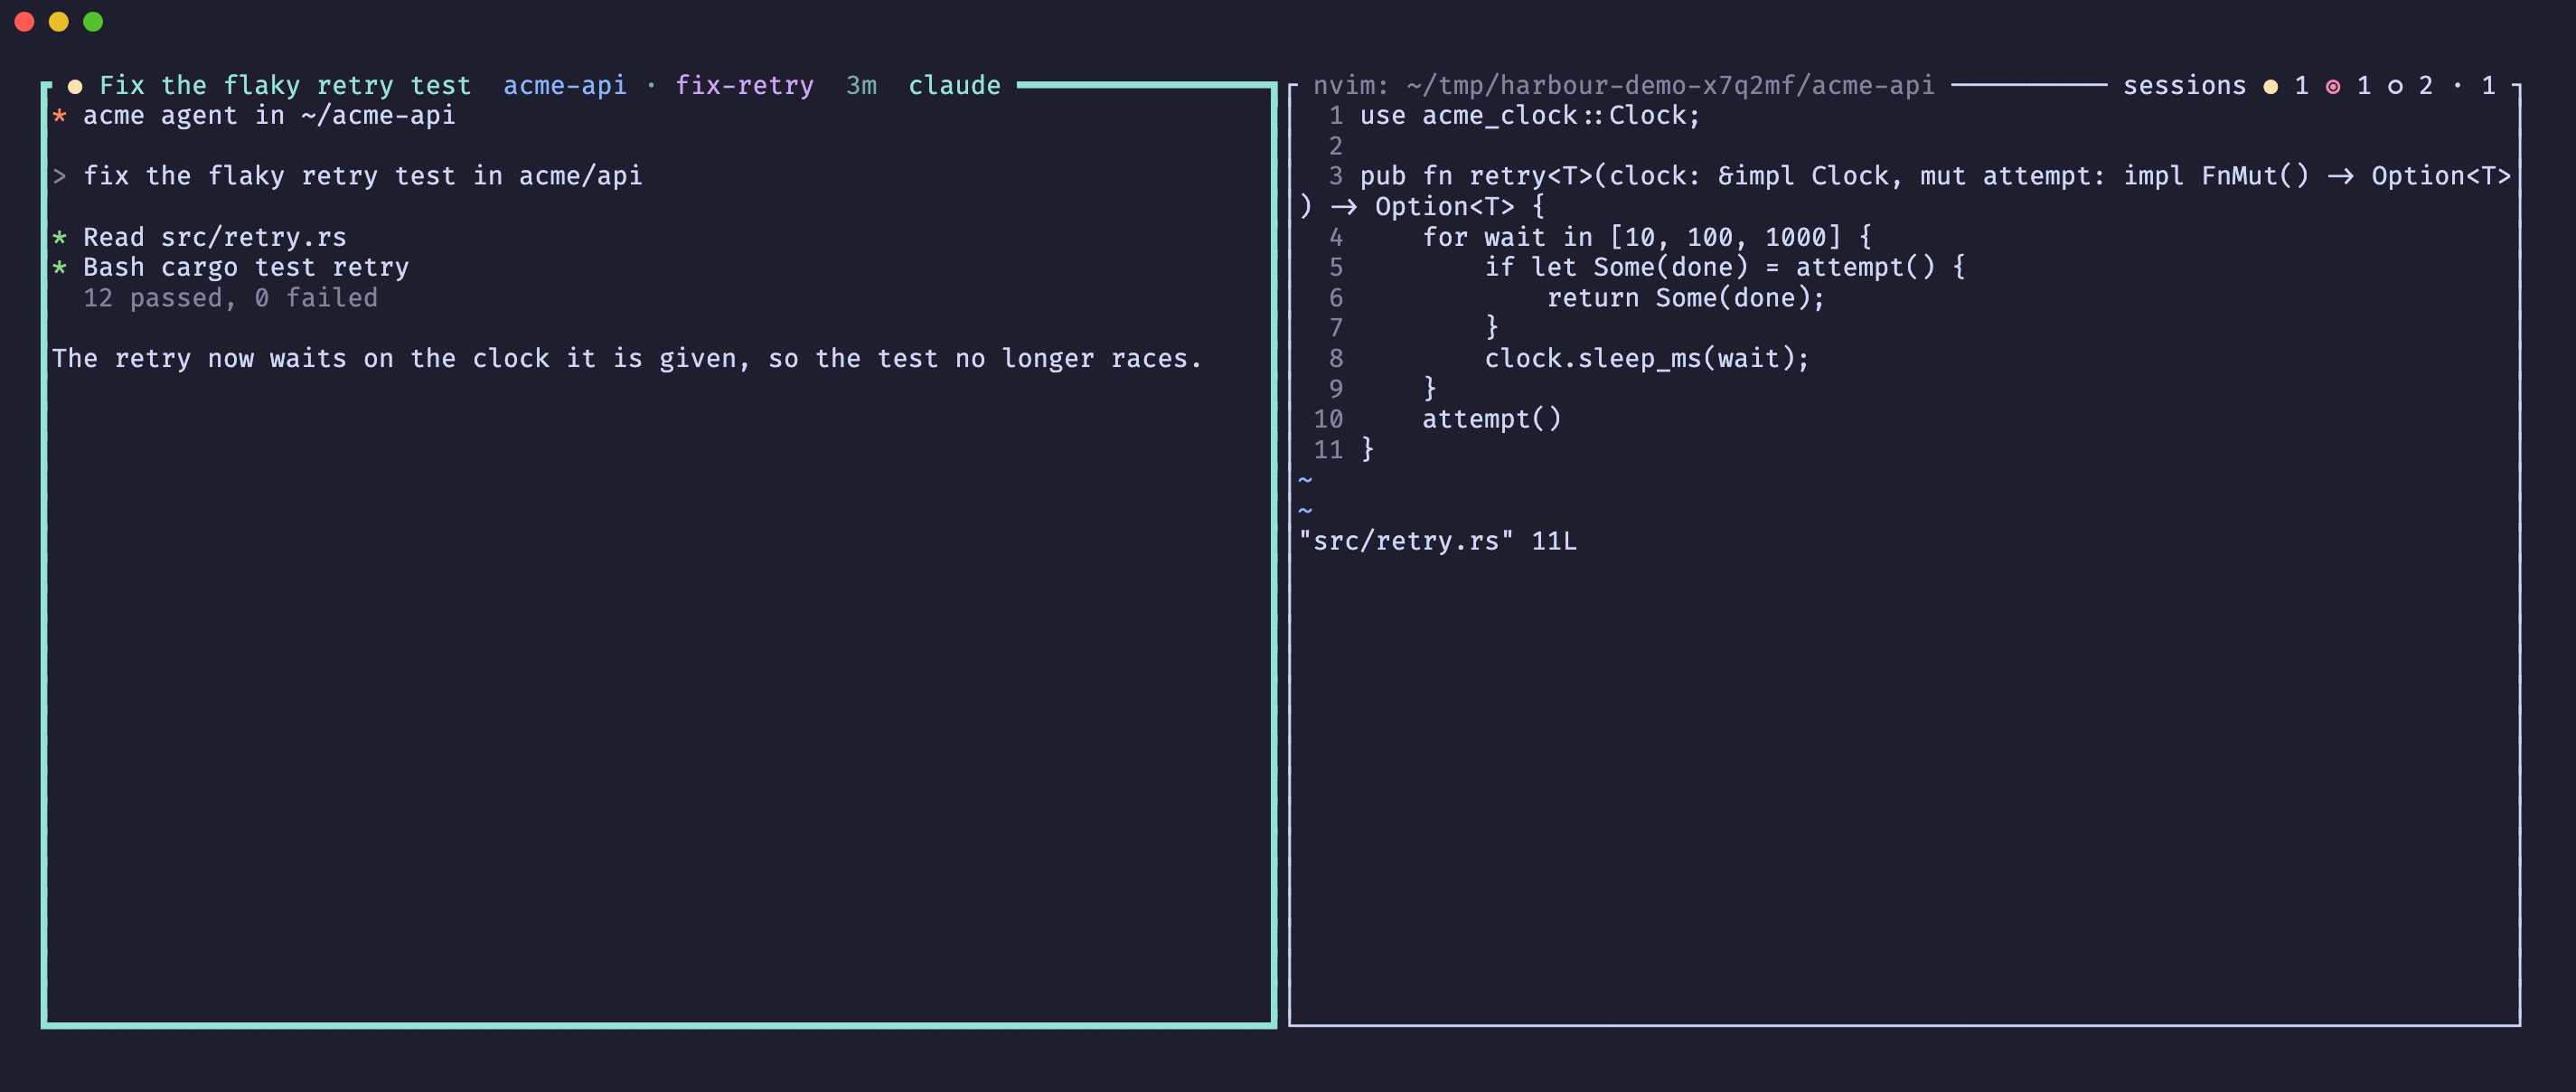 ● Fix the flaky retry test  acme-api · fix-retry  3m  claude
* acme agent in ~/acme-api
> fix the flaky retry test in acme/api
* Read src/retry.rs
* Bash cargo test retry
12 passed, 0 failed
The retry now waits on the clock it is given, so the test no longer races.
nvim: ~/tmp/harbour-demo-x7q2mf/acme-api  sessions ● 1 ◉ 1 ○ 2 · 1
1 use acme_clock::Clock;
2
3 pub fn retry<T>(clock: &impl Clock, mut attempt: impl FnMut() -> Option<T>
) -> Option<T> {
4     for wait in [10, 100, 1000] {
5         if let Some(done) = attempt() {
6             return Some(done);
7         }
8         clock.sleep_ms(wait);
9     }
10     attempt()
11 }
~
~
"src/retry.rs" 11L